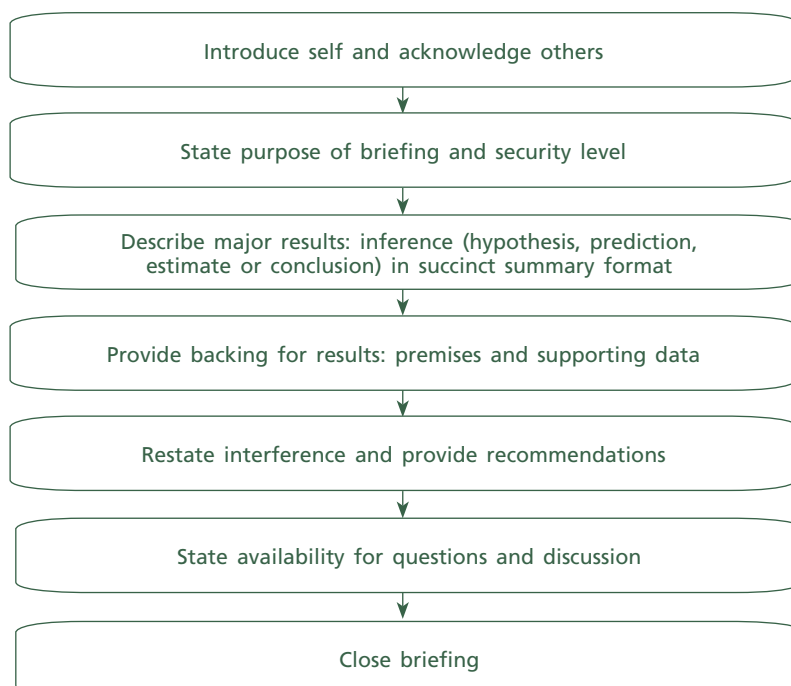 Introduce self and acknowledge others
State purpose of briefing and security level
Describe major results: inference (hypothesis, prediction,
estimate or conclusion) in succinct summary format
Provide backing for results: premises and supporting data
Restate interference and provide recommendations
State availability for questions and discussion
Close briefing